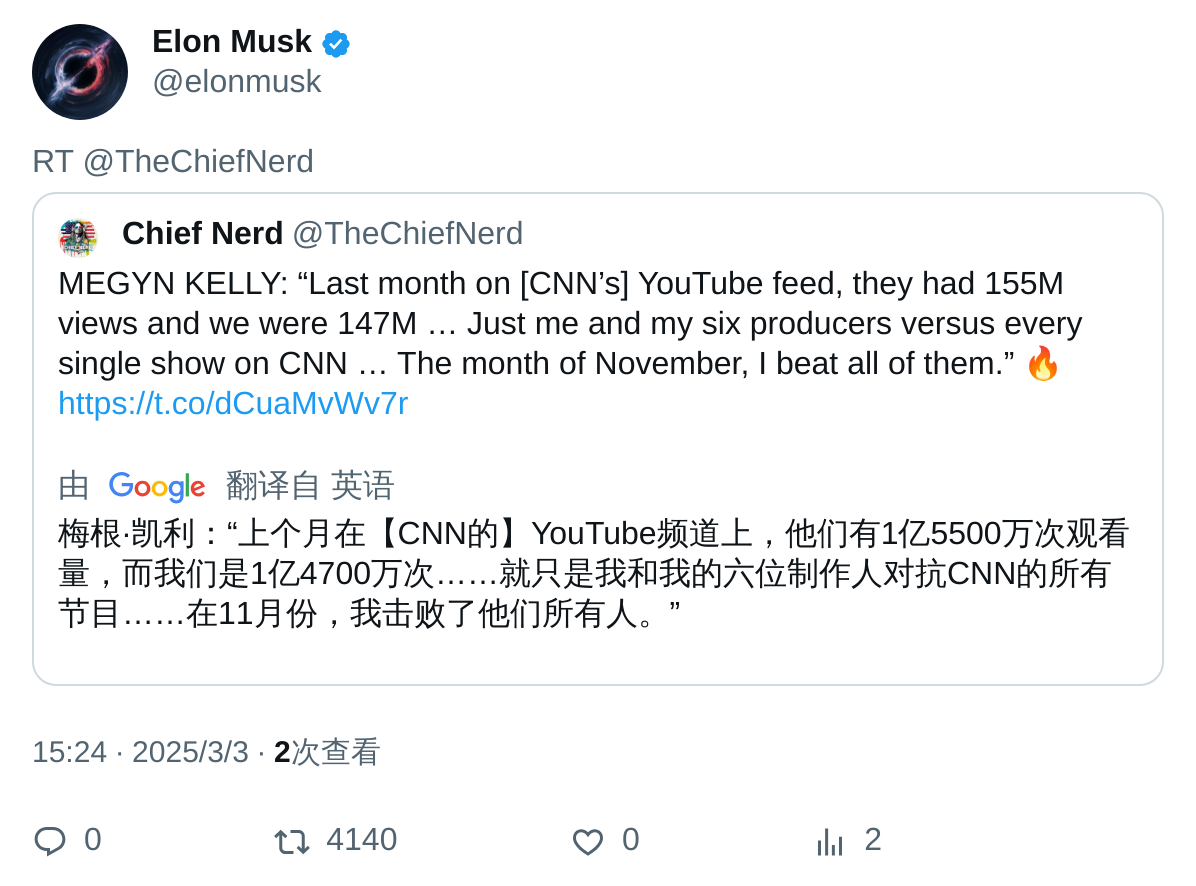 Elon Musk
@elonmusk
RT @TheChiefNerd
Chief Nerd @TheChiefNerd
MEGYN KELLY: “Last month on [CNN’s] YouTube feed, they had 155M
views and we were 147M … Just me and my six producers versus every
single show on CNN … The month of November, I beat all of them.” 🔥
https://t.co/dCuaMvWv7r
由 Google 翻译自 英语
梅根·凯利：“上个月在【CNN的】YouTube频道上，他们有1亿5500万次观看
量，而我们是1亿4700万次……就只是我和我的六位制作人对抗CNN的所有
节目……在11月份，我击败了他们所有人。”
15:24 · 2025/3/3 · 2次查看
0 4140 0 2